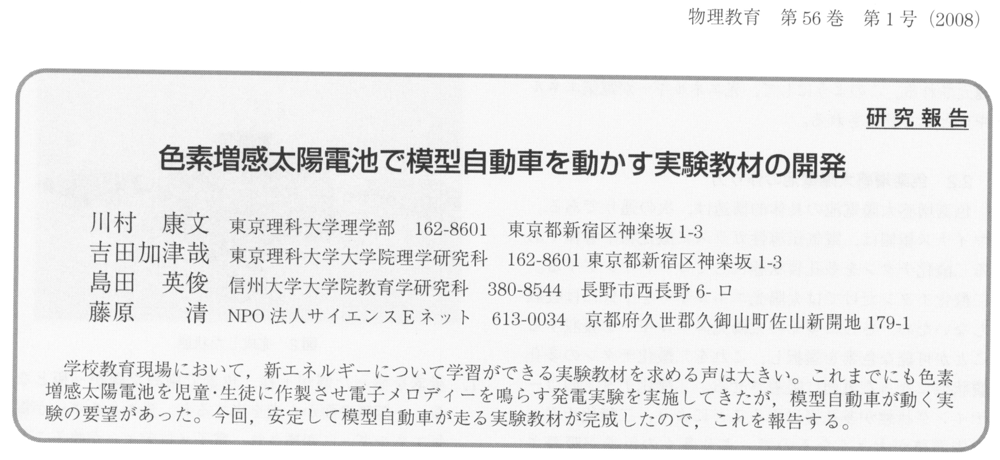 物理教育　第56巻　第1号（2008）
研究報告
色素増感太陽電池で模型自動車を動かす実験教材の開発
川村　康文　東京理科大学理学部　162-8601　東京都新宿区神楽坂1-3
吉田加津哉　東京理科大学大学院理学研究科　162-8601 東京都新宿区神楽坂1-3
島田　英俊　信州大学大学院教育学研究科　380-8544　長野市西長野6-ロ
藤原　　清　NPO法人サイエンスEネット　613-0034　京都府久世郡久御山町佐山新開地179-1
学校教育現場において，新エネルギーについて学習ができる実験教材を求める声は大きい。これまでにも色素
増感太陽電池を児童・生徒に作製させ電子メロディーを鳴らす発電実験を実施してきたが，模型自動車が動く実
験の要望があった。今回，安定して模型自動車が走る実験教材が完成したので，これを報告する。